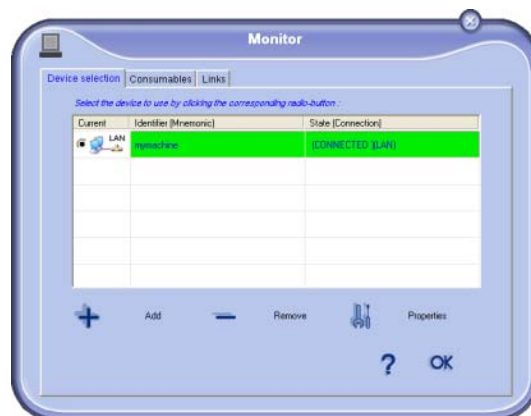 Monitor
Device selection Consumables Links
Select the device to use by clicking the corresponding radio-button :
Current Identifier (Mnemonic) State (Connection)
LAN mymachine (CONNECTED )(LAN)
Add Remove Properties
? OK